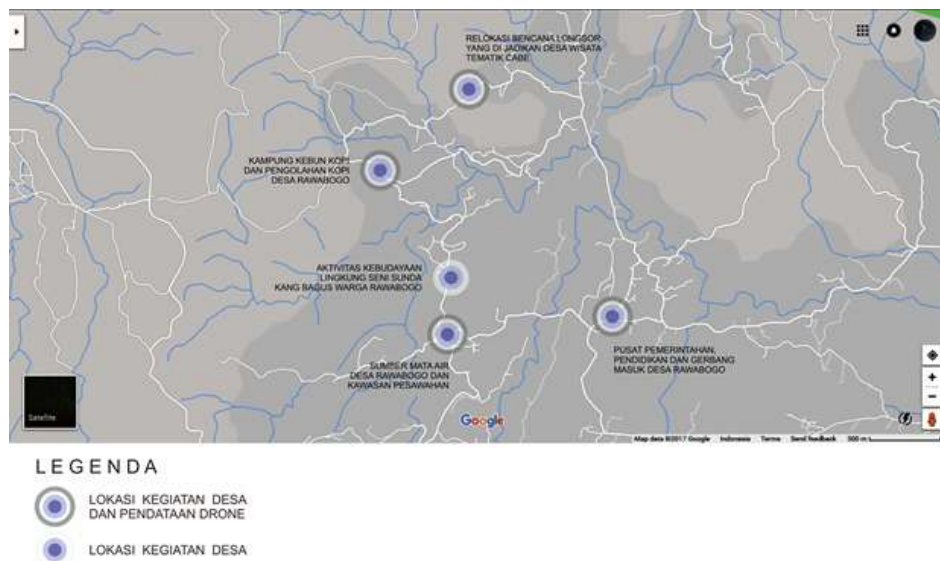 RELOKASI BENCANA LONGSOR
YANG DI JADIKAN DESA WISATA
TEMATIK CABE
KAMPUNG KEBUN KOPI
DAN PENGOLAHAN KOPI
DESA RAWABOGO
AKTIVITAS KEBUDAYAAN
LINGKUNG SENI SUNDA
KANG BAGUS WARGA RAWABOGO
SUMBER MATA AIR
DESA RAWABOGO DAN
KAWASAN PESAWAHAN
PUSAT PEMERINTAHAN,
PENDIDIKAN DAN GERBANG
MASUK DESA RAWABOGO
Satellite
Google
Map data ©2017 Google Indonesia Terms Send feedback 500 m
LEGENDA
LOKASI KEGIATAN DESA
DAN PENDATAAN DRONE
LOKASI KEGIATAN DESA